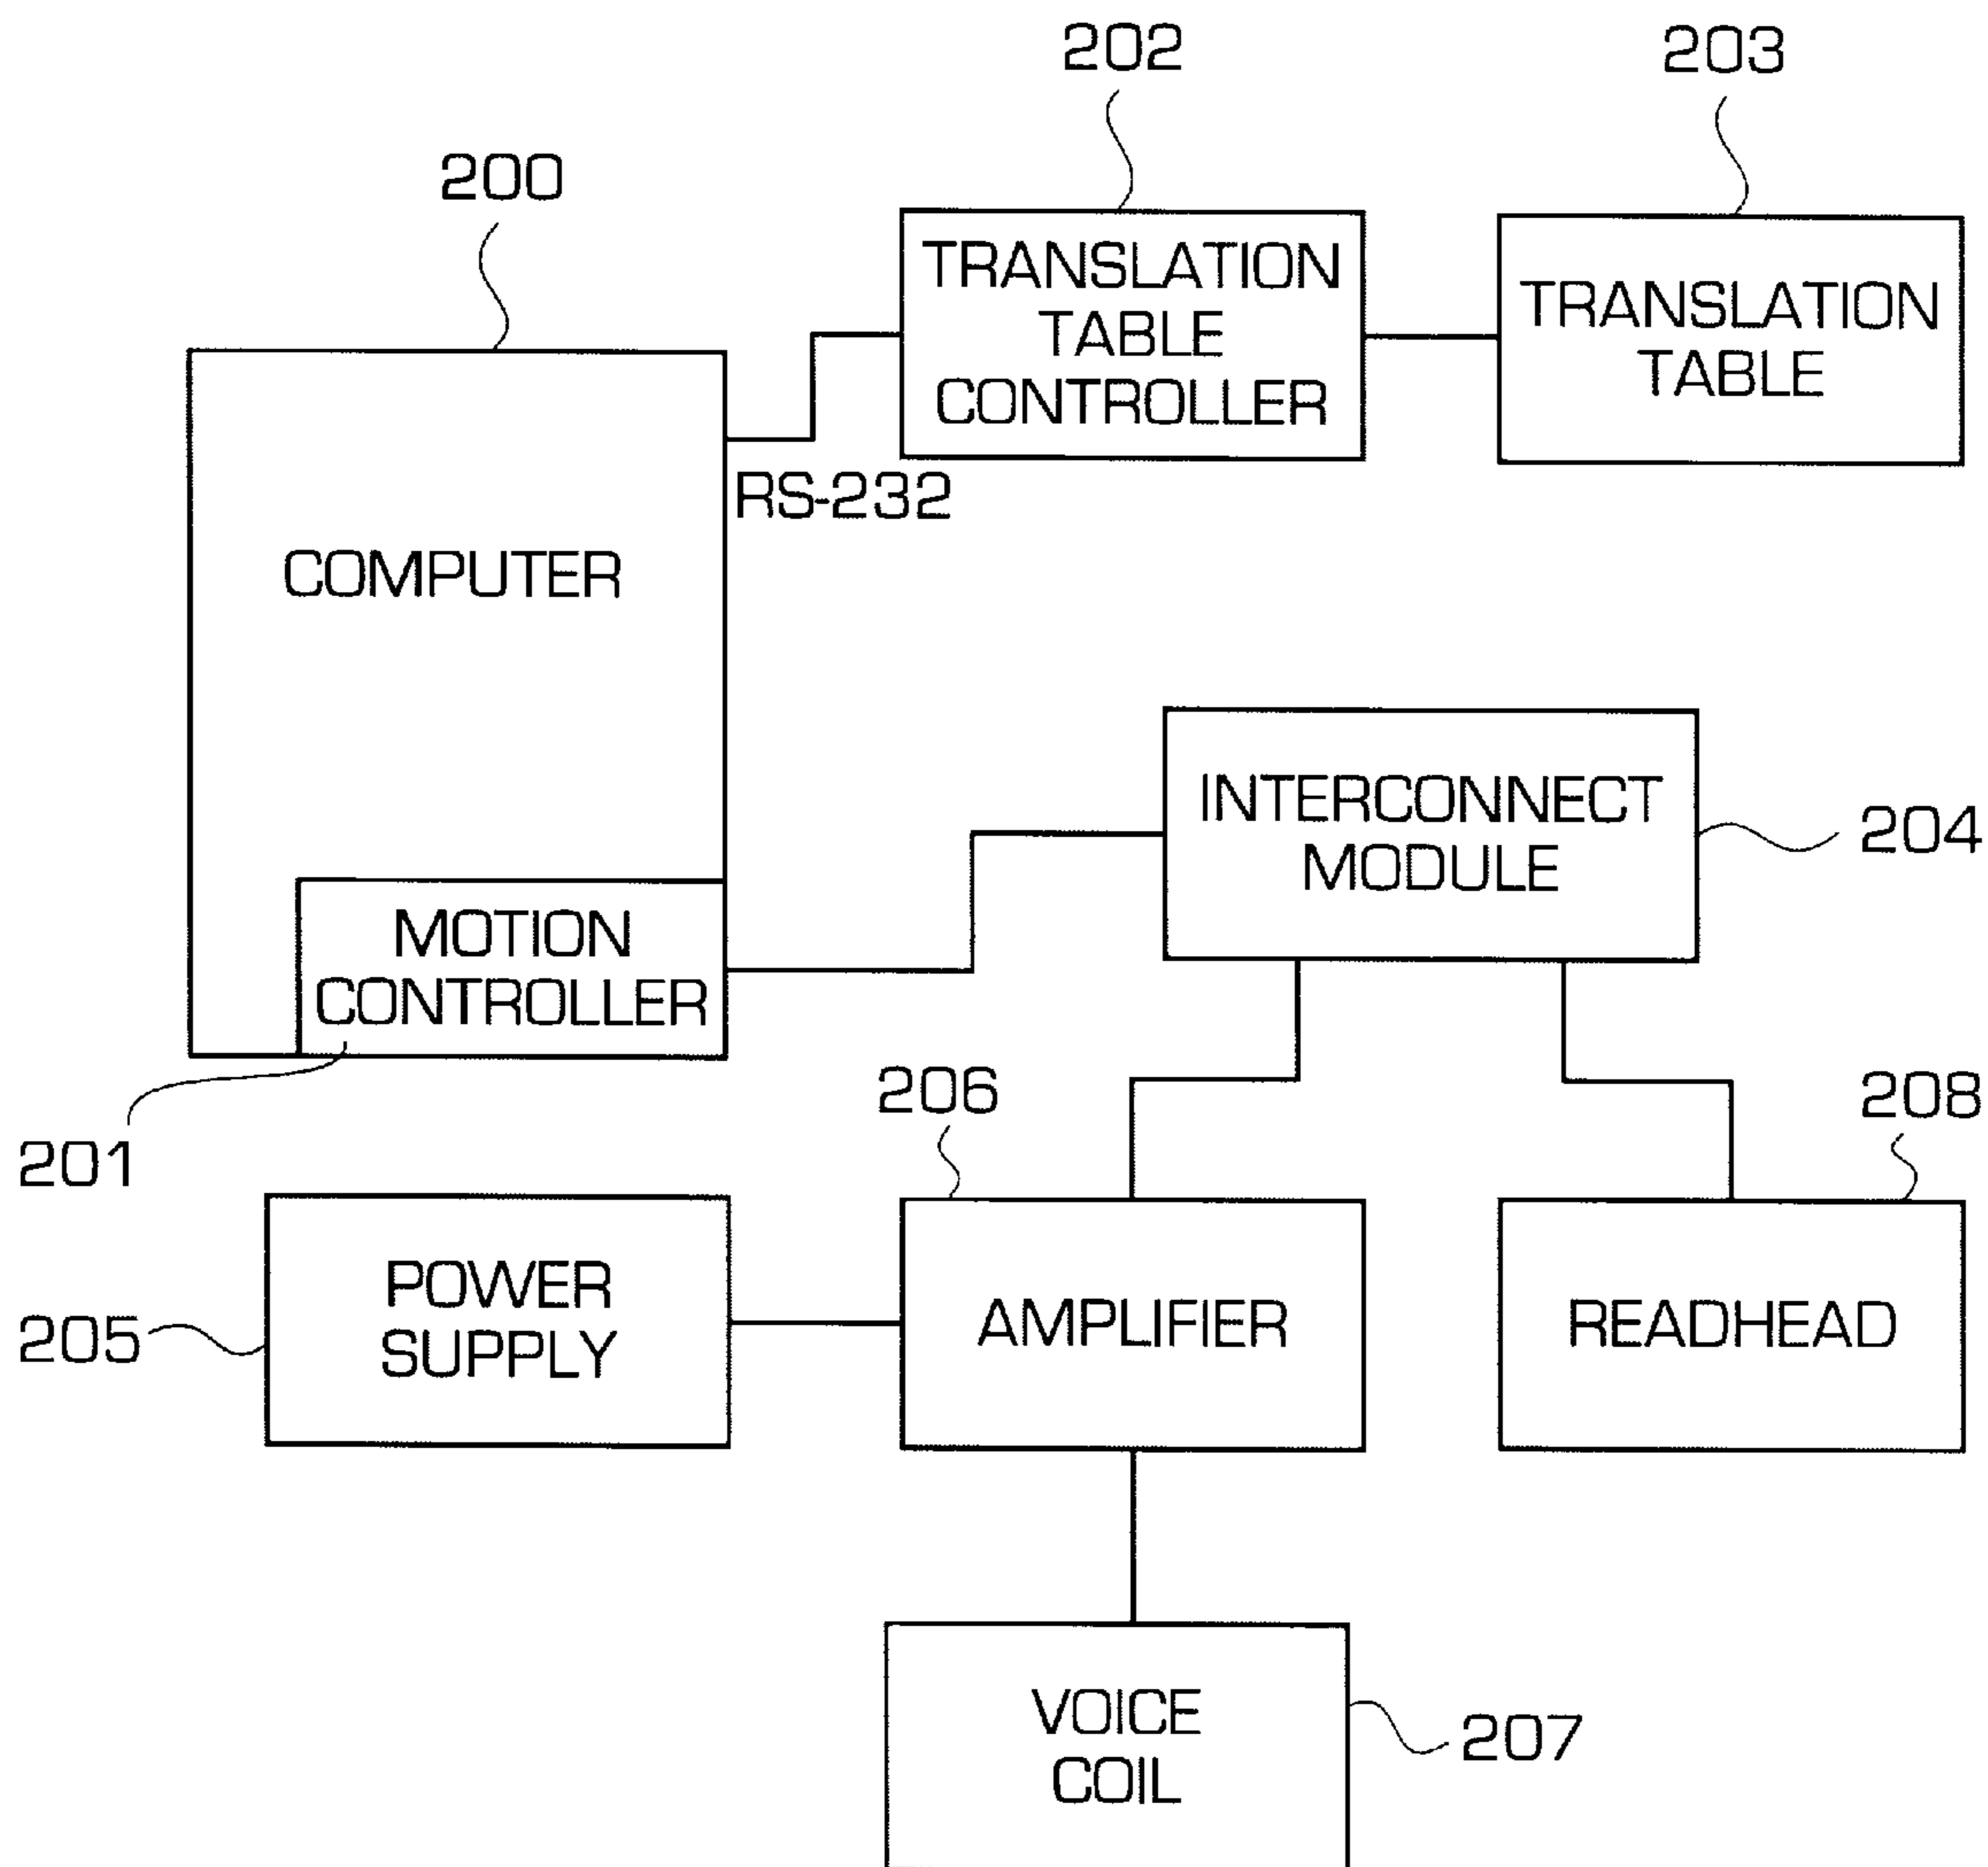 202
203
200
TRANSLATION
TABLE
CONTROLLER
TRANSLATION
TABLE
RS-232
COMPUTER
INTERCONNECT
MODULE
204
MOTION
CONTROLLER
201
206
208
POWER
SUPPLY
205
AMPLIFIER
READHEAD
VOICE
COIL
207